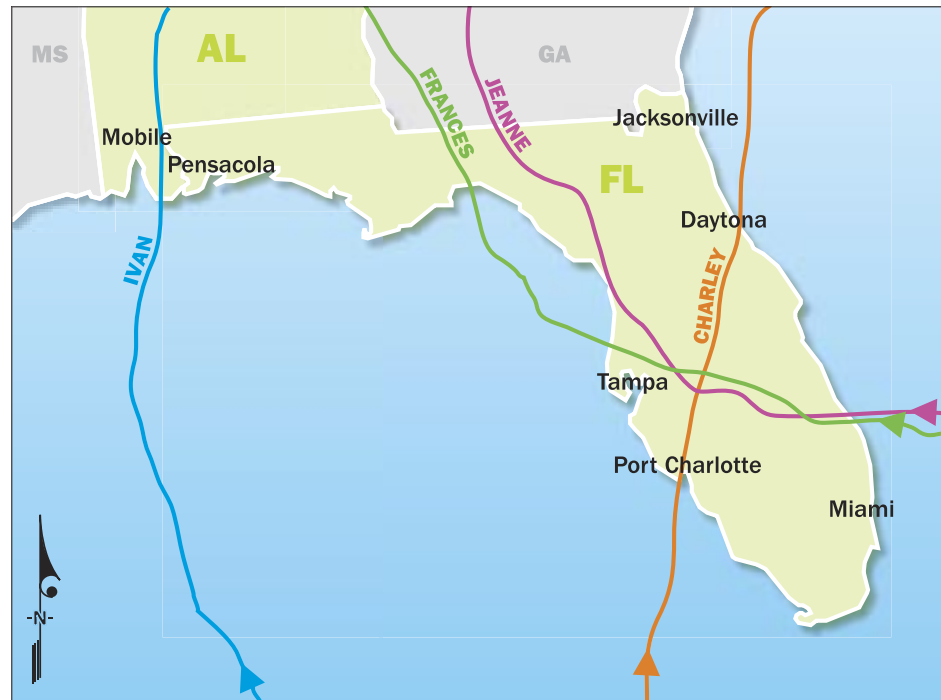 MS
AL
GA
FRANCES
JEANNE
Jacksonville
Mobile
Pensacola
FL
Daytona
IVAN
CHARLEY
Tampa
Port Charlotte
Miami
-N-